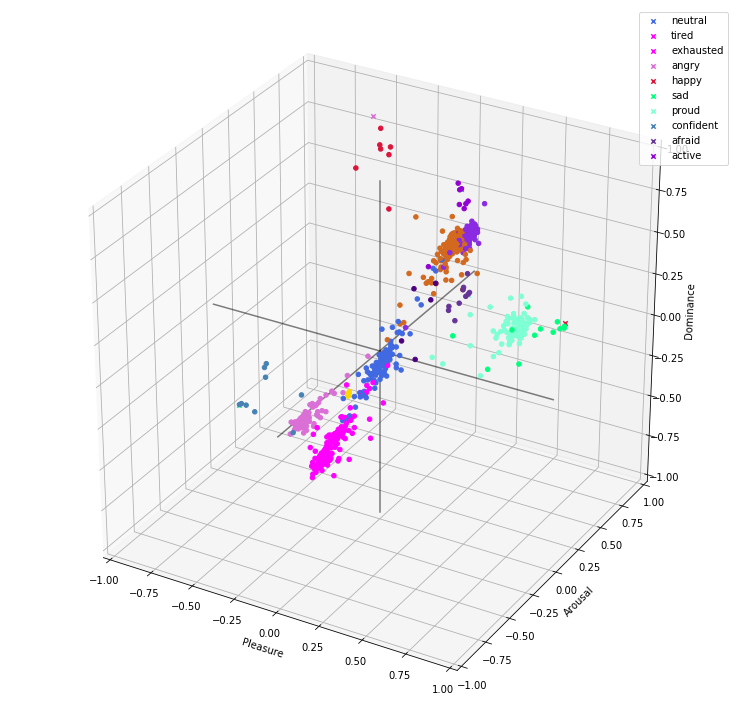 neutral
tired
exhausted
angry
happy
sad
proud
confident
afraid
active
1.00
0.75
0.50
0.25
0.00
−0.25
−0.50
−0.75
−1.00
Dominance
1.00
0.75
0.50
0.25
0.00
−0.25
−0.50
−0.75
−1.00
Arousal
−1.00
−0.75
−0.50
−0.25
0.00
0.25
0.50
0.75
1.00
Pleasure